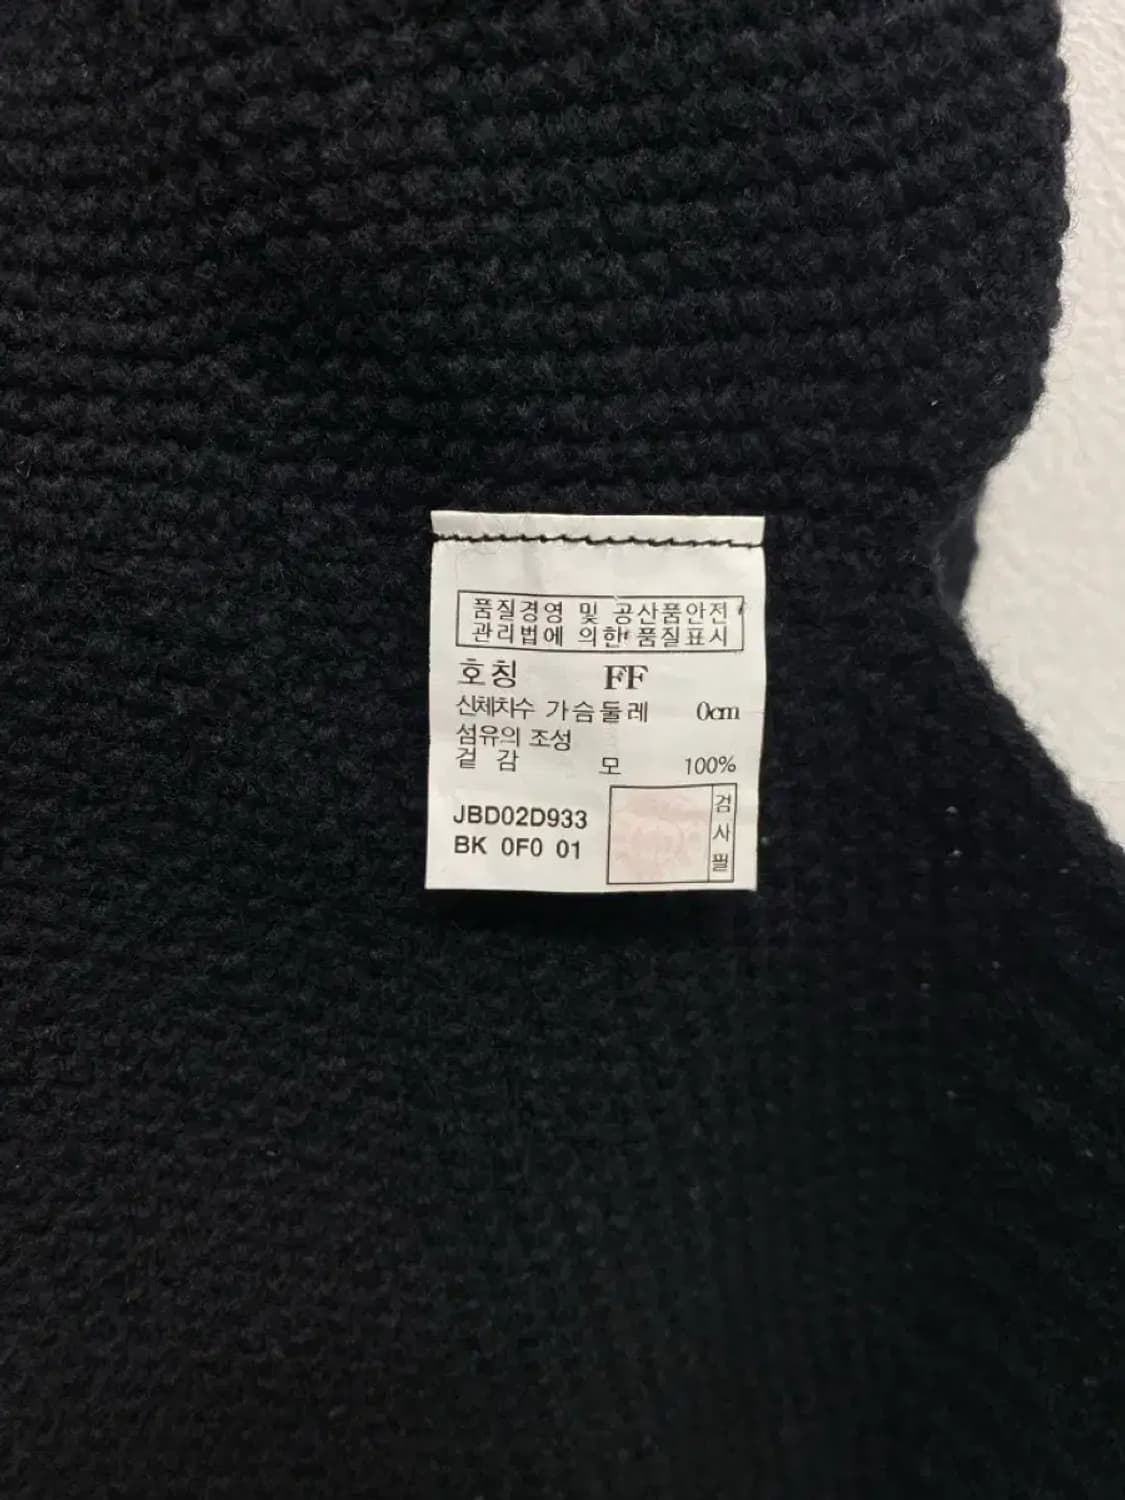 품질경영 및 공산품안전
관리법에 의한 품질표시
호칭 FF
신체치수 가슴둘레 0cm
섬유의 조성
겉 감 모 100%
JBD02D933
BK 0F0 01
검
사
필